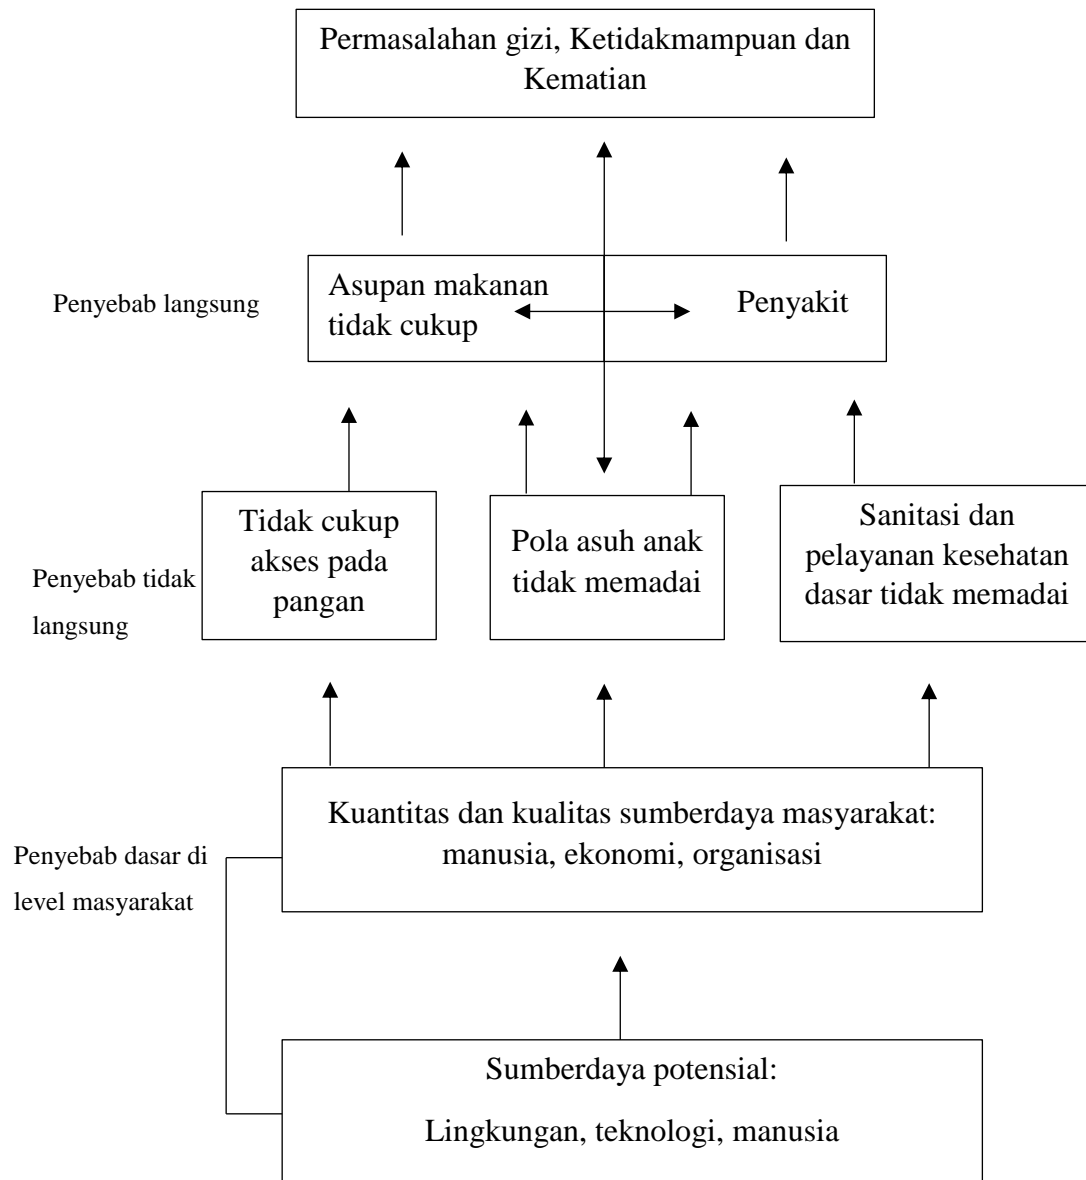 Permasalahan gizi, Ketidakmampuan dan
Kematian
Penyebab langsung
Asupan makanan
tidak cukup
Penyakit
Penyebab tidak
langsung
Tidak cukup
akses pada
pangan
Pola asuh anak
tidak memadai
Sanitasi dan
pelayanan kesehatan
dasar tidak memadai
Penyebab dasar di
level masyarakat
Kuantitas dan kualitas sumberdaya masyarakat:
manusia, ekonomi, organisasi
Sumberdaya potensial:
Lingkungan, teknologi, manusia